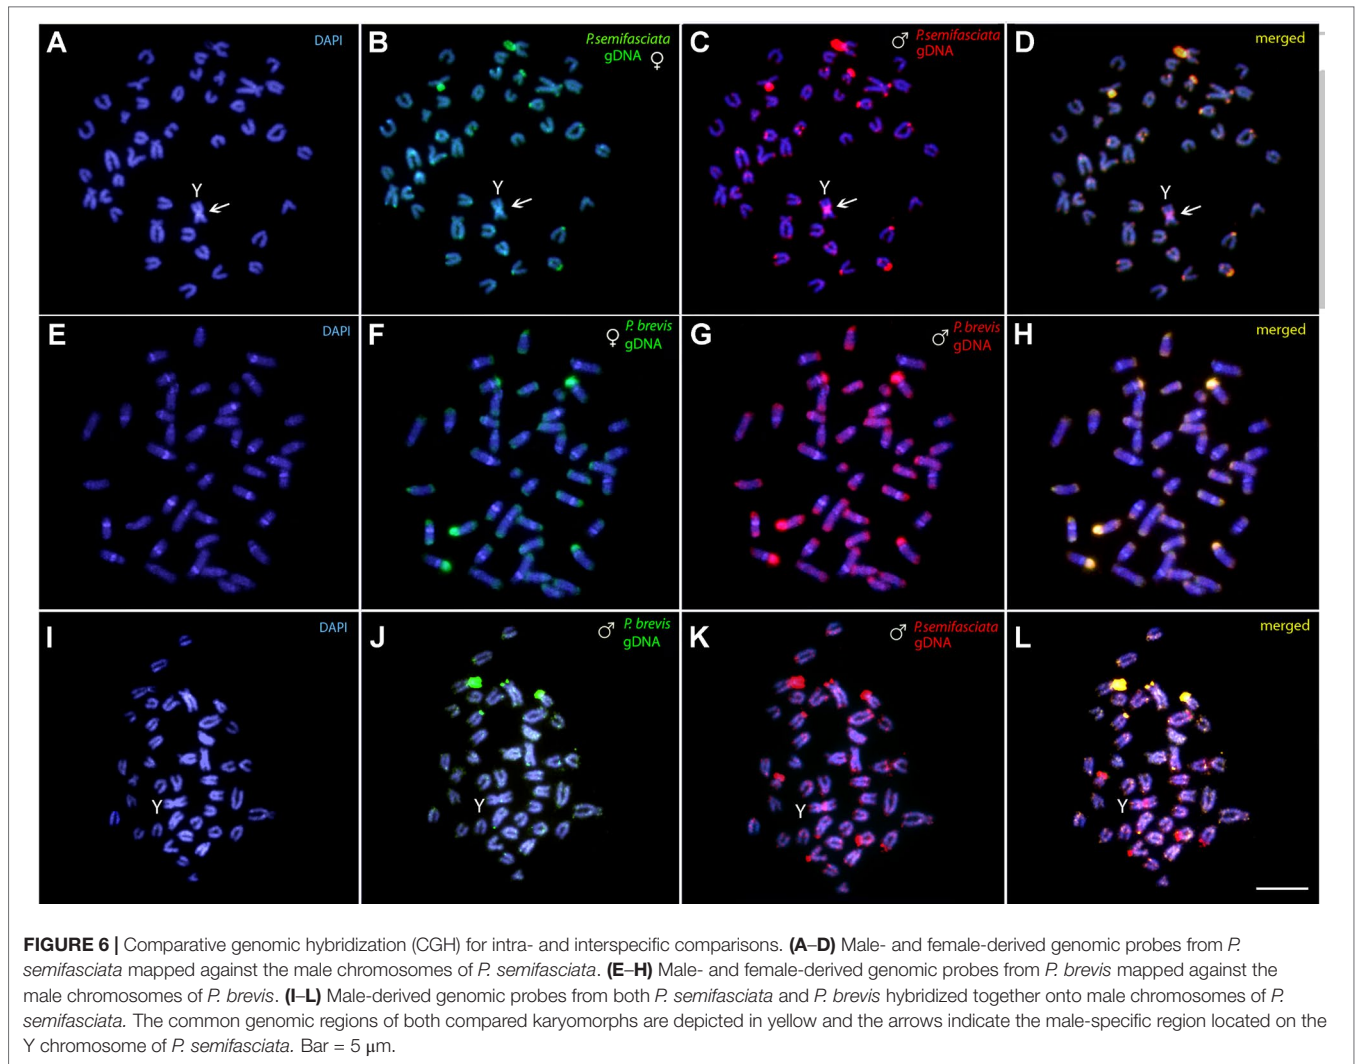 A
DAPI
B
P.semifasciata
gDNA ♀
C
♂ P.semifasciata
gDNA
D
merged
Y
Y
Y
Y
E
DAPI
F
♀ P. brevis
gDNA
G
♂ P. brevis
gDNA
H
merged
I
DAPI
J
♂ P. brevis
gDNA
K
♂ P.semifasciata
gDNA
L
merged
Y
Y
Y
Y
FIGURE 6 | Comparative genomic hybridization (CGH) for intra- and interspecific comparisons. (A–D) Male- and female-derived genomic probes from P.
semifasciata mapped against the male chromosomes of P. semifasciata. (E–H) Male- and female-derived genomic probes from P. brevis mapped against the
male chromosomes of P. brevis. (I–L) Male-derived genomic probes from both P. semifasciata and P. brevis hybridized together onto male chromosomes of P.
semifasciata. The common genomic regions of both compared karyomorphs are depicted in yellow and the arrows indicate the male-specific region located on the
Y chromosome of P. semifasciata. Bar = 5 μm.